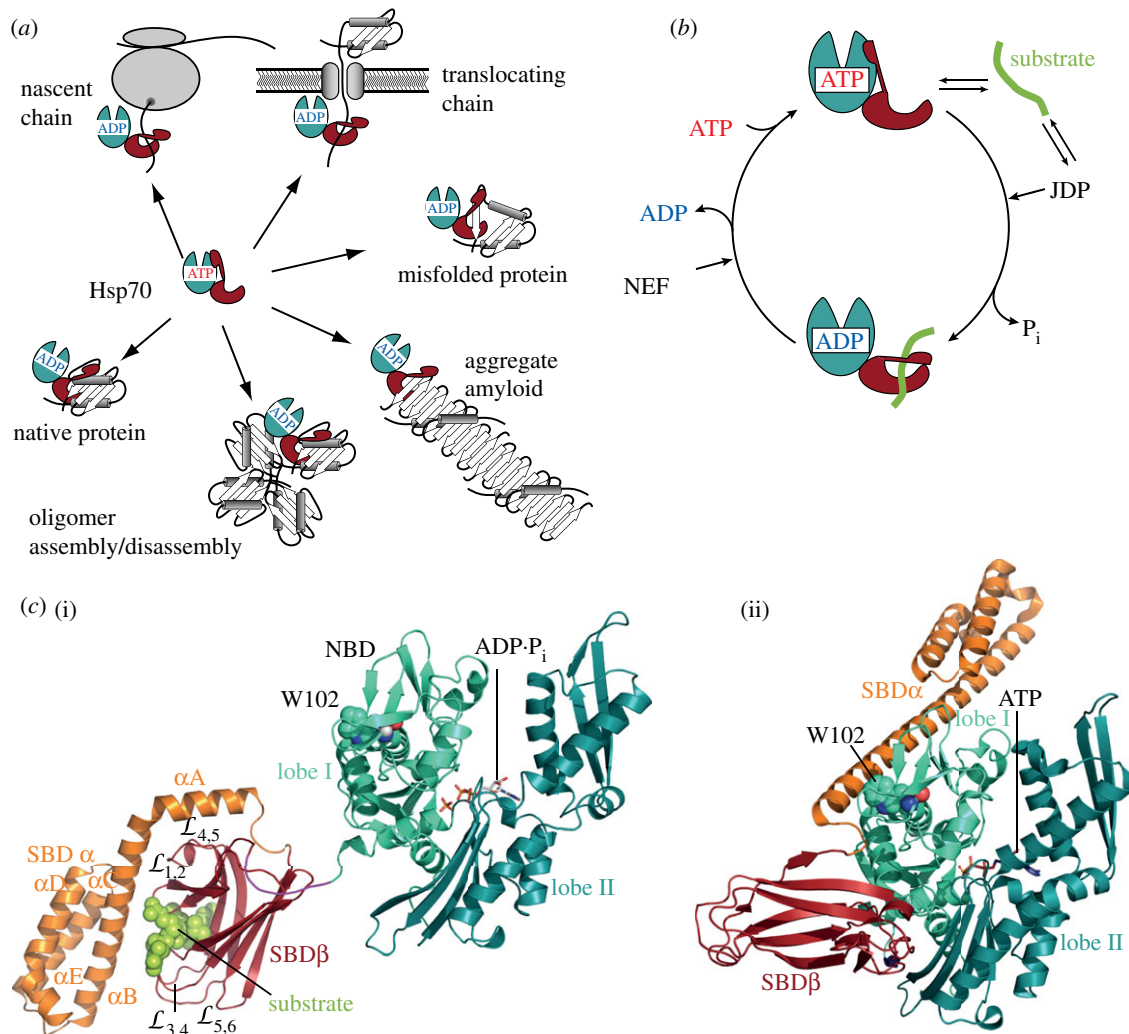 (a)
nascent
chain
ADP
ADP
translocating
chain
ADP
misfolded protein
Hsp70
ATP
ADP
native protein
ADP
oligomer
assembly/disassembly
ADP
aggregate
amyloid
(b)
ATP
substrate
ATP
JDP
ADP
NEF
ADP
Pi
(c) (i)
NBD
ADP·Pi
W102
lobe I
αA
ℒ4,5
SBD α
ℒ1,2
αD
αC
lobe II
SBDβ
αE
αB
substrate
ℒ3,4
ℒ5,6
(ii)
SBDα
ATP
lobe I
W102
lobe II
SBDβ